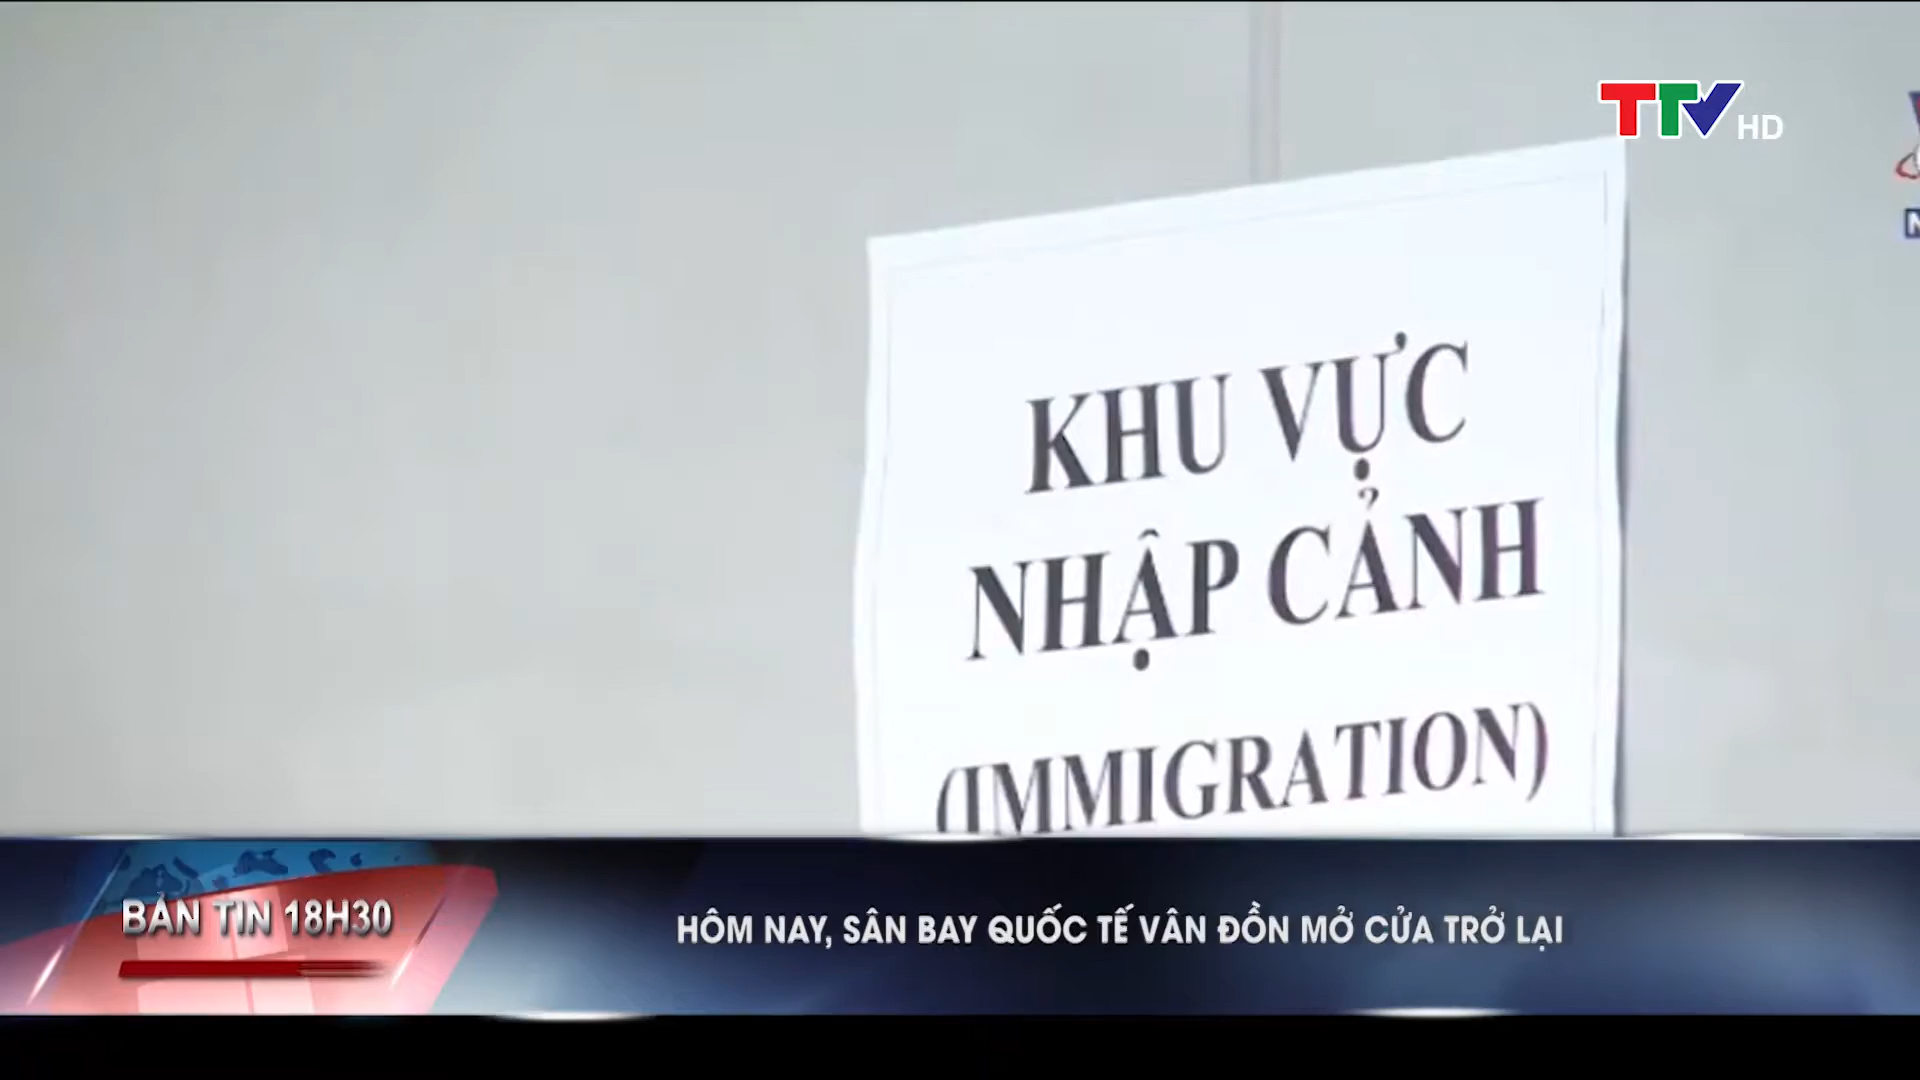 TTV HD
KHU VỰC
NHẬP CẢNH
(IMMIGRATION)
BẢN TIN 18H30
HÔM NAY, SÂN BAY QUỐC TẾ VÂN ĐỒN MỞ CỬA TRỞ LẠI